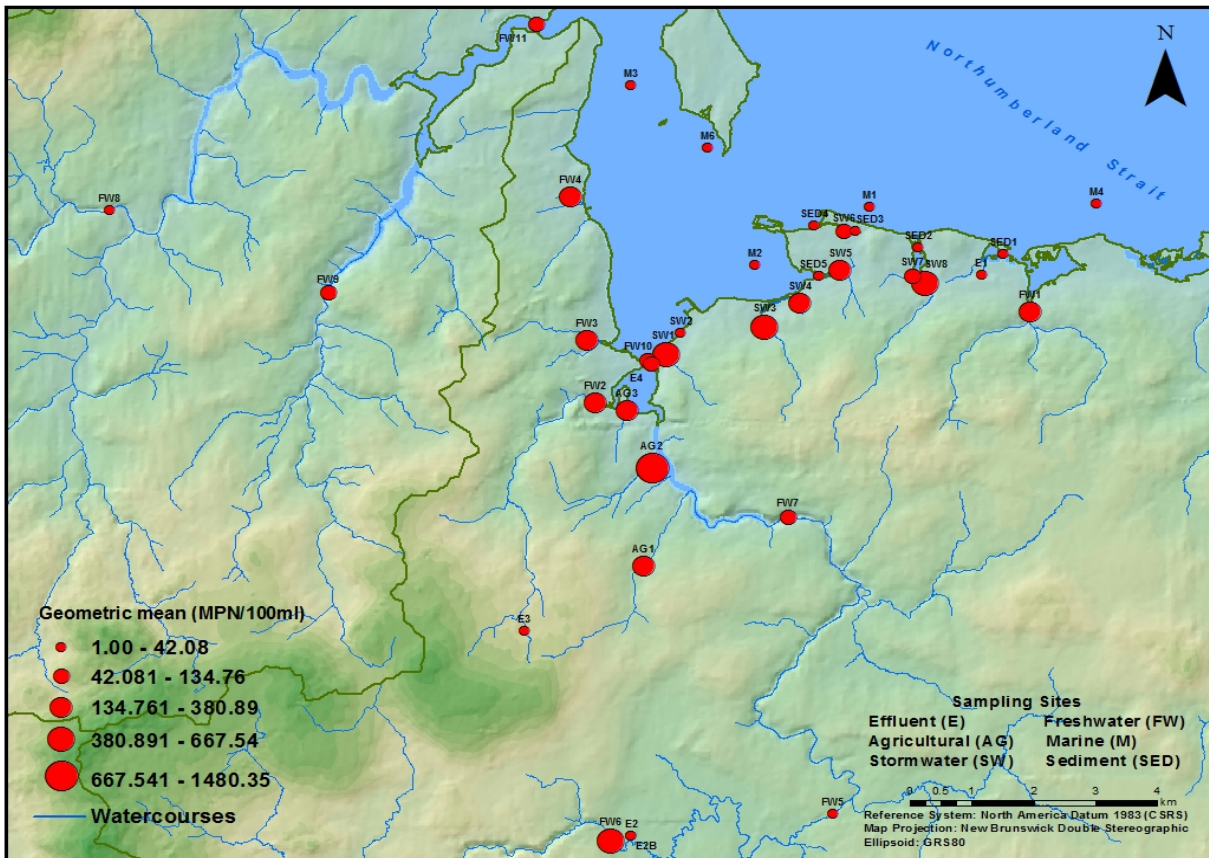 FW11
N
Northumberland Strait
M3
M6
FW4
FW8
M1
M4
SED4
SW6
SED3
SED2
SED1
M2
SED5
SW5
SW7
SW8
E1
FW9
SW4
FW1
SW3
SW2
FW3
SW1
FW10
E4
FW2
AG3
AG2
FW7
AG1
E3
Geometric mean (MPN/100ml)
1.00 - 42.08
42.081 - 134.76
134.761 - 380.89
380.891 - 667.54
667.541 - 1480.35
Watercourses
Sampling Sites
Effluent (E) Freshwater (FW)
Agricultural (AG) Marine (M)
Stormwater (SW) Sediment (SED)
0 0.5 1 2 3 4
km
FW5
Reference System: North America Datum 1983 (CSRS)
Map Projection: New Brunswick Double Stereographic
Ellipsoid: GRS80
FW6
E2
E2B